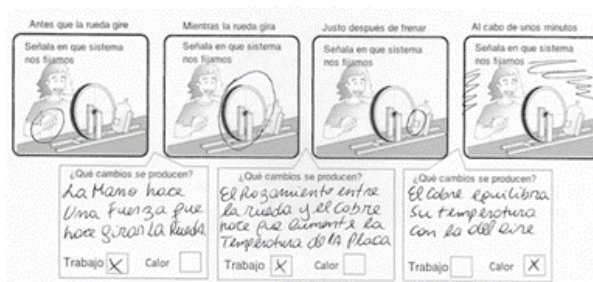 Antes que la rueda gire
Señala en que sistema
nos fijamos
Mientras la rueda gira
Señala en que sistema
nos fijamos
Justo después de frenar
Señala en que sistema
nos fijamos
Al cabo de unos minutos
Señala en que sistema
nos fijamos
¿Qué cambios se producen?
La Mano hace
Una Fuerza que
hace giran la Rueda
Trabajo X Calor
¿Qué cambios se producen?
El Rozamiento entre
la rueda y el Cobre
hace que aumente la
Temperatura de la Placa
Trabajo X Calor
¿Qué cambios se producen?
El Cobre equilibra
Su temperatura
con la del aire
Trabajo Calor X